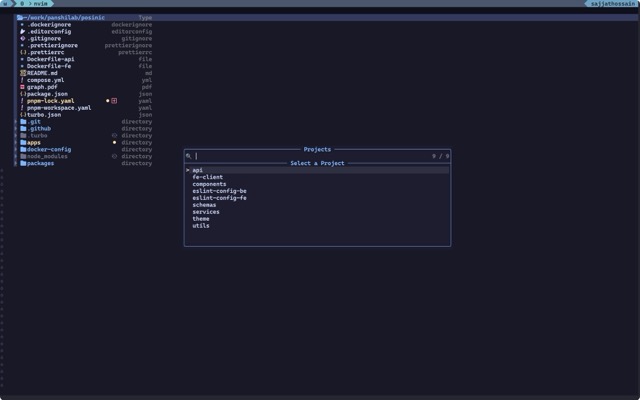 0 > nvim sajjathossain
~/work/panshilab/posinic Type
.dockerignore dockerignore
.editorconfig editorconfig
.gitignore gitignore
.prettierignore prettierignore
.prettierrc prettierrc
Dockerfile-api file
Dockerfile-fe file
README.md md
compose.yml yml
graph.pdf pdf
package.json json
pnpm-lock.yaml yaml
pnpm-workspace.yaml yaml
turbo.json json
.git directory
.github directory
.turbo directory
apps directory
docker-config directory
node_modules directory
packages directory
Projects
9 / 9
Select a Project
> api
fe-client
components
eslint-config-be
eslint-config-fe
schemas
services
theme
utils